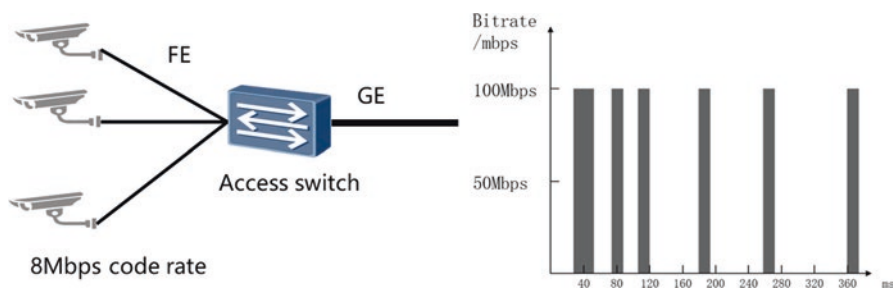 FE
GE
Access switch
8Mbps code rate
Bitrate
/mbps
100Mbps
50Mbps
40 80 120 160 200 240 280 320 360 ms